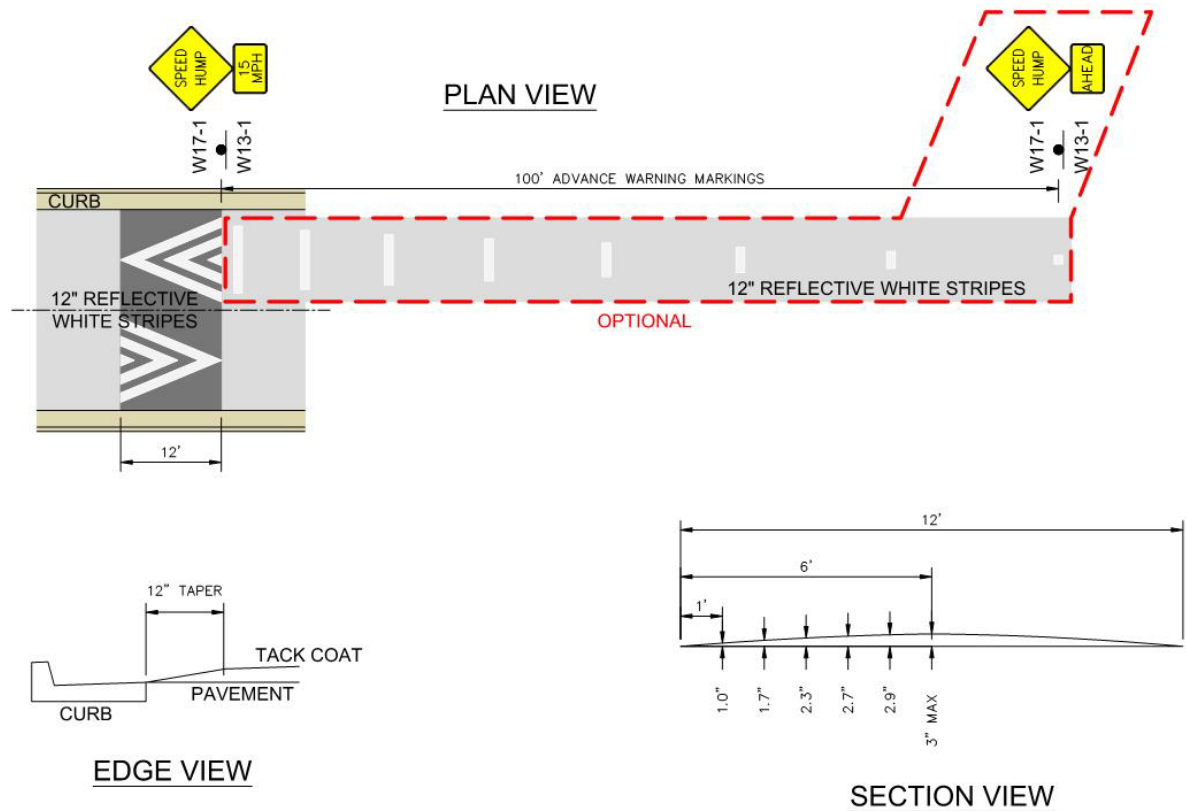 SPEED
HUMP
15
MPH
SPEED
HUMP
AHEAD
PLAN VIEW
W17-1
W13-1
W17-1
W13-1
100' ADVANCE WARNING MARKINGS
CURB
12" REFLECTIVE
WHITE STRIPES
12" REFLECTIVE WHITE STRIPES
OPTIONAL
12'
12" TAPER
TACK COAT
PAVEMENT
CURB
EDGE VIEW
12'
6'
1'
1.0"
1.7"
2.3"
2.7"
2.9"
3" MAX
SECTION VIEW